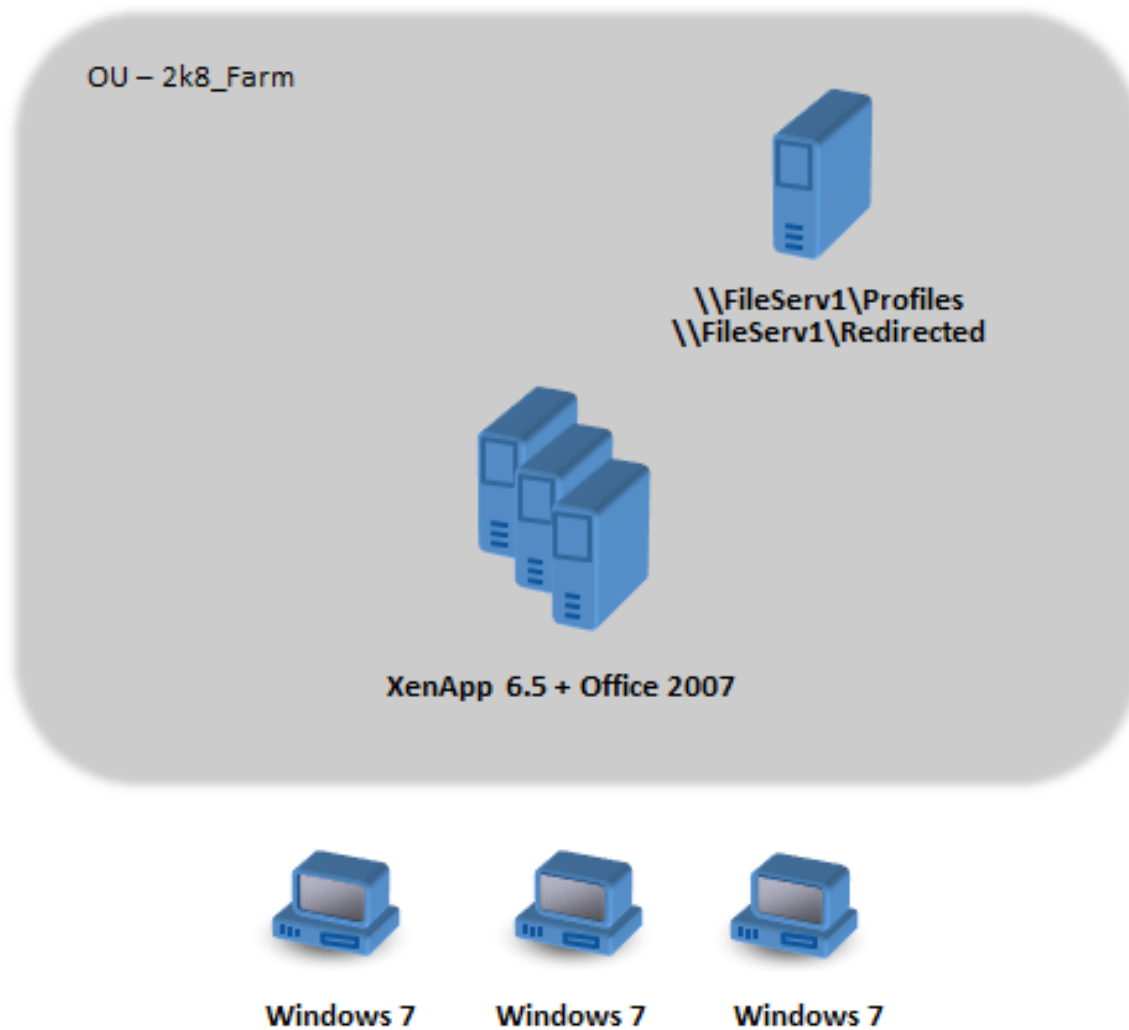 OU – 2k8_Farm
\\FileServ1\Profiles
\\FileServ1\Redirected
XenApp 6.5 + Office 2007
Windows 7
Windows 7
Windows 7